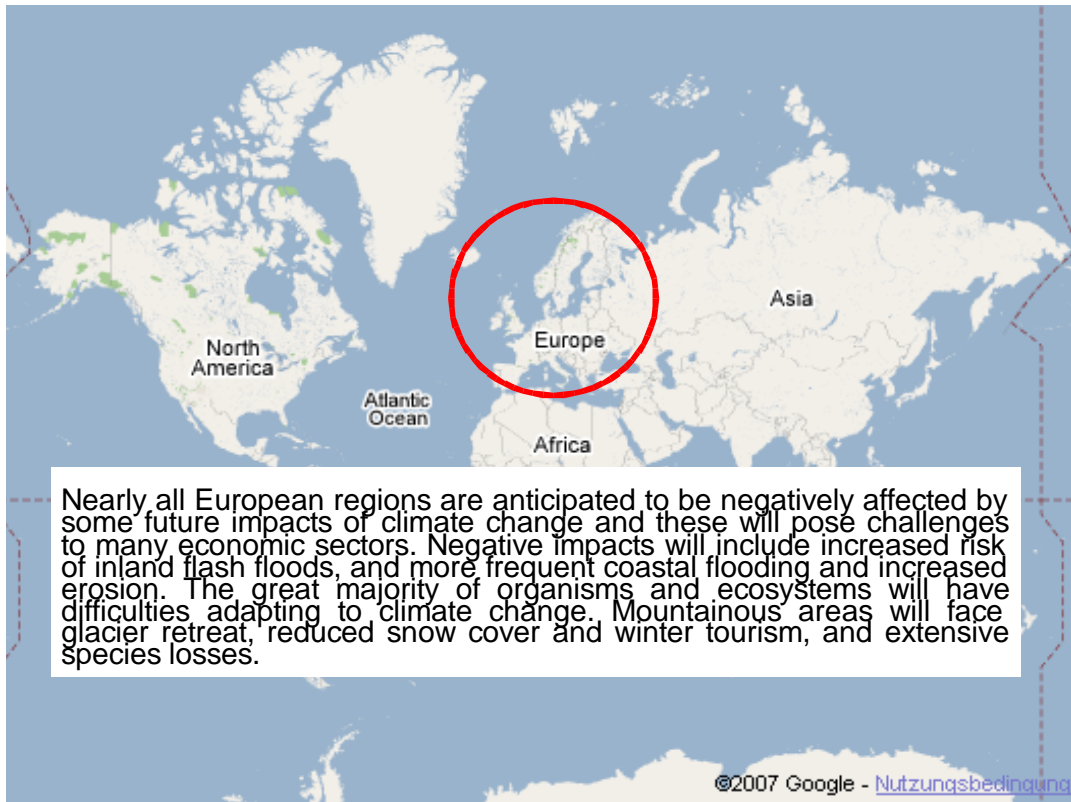 Asia
Europe
North
America
Atlantic
Ocean
Africa
Nearly all European regions are anticipated to be negatively affected by
some future impacts of climate change and these will pose challenges
to many economic sectors. Negative impacts will include increased risk
of inland flash floods, and more frequent coastal flooding and increased
erosion. The great majority of organisms and ecosystems will have
difficulties adapting to climate change. Mountainous areas will face
glacier retreat, reduced snow cover and winter tourism, and extensive
species losses.
©2007 Google - Nutzungsbedingung